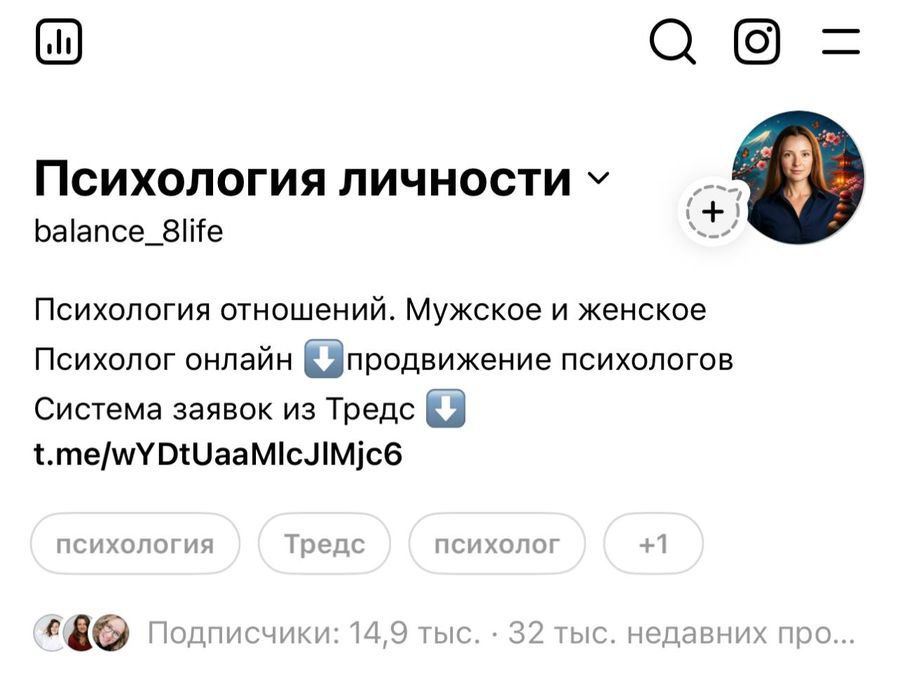 Психология личности
balance_8life
Психология отношений. Мужское и женское
Психолог онлайн ⬇️продвижение психологов
Система заявок из Тредс ⬇️
t.me/wYDtUaaMlcJlMjc6
психология
Тредс
психолог
+1
Подписчики: 14,9 тыс. · 32 тыс. недавних про...